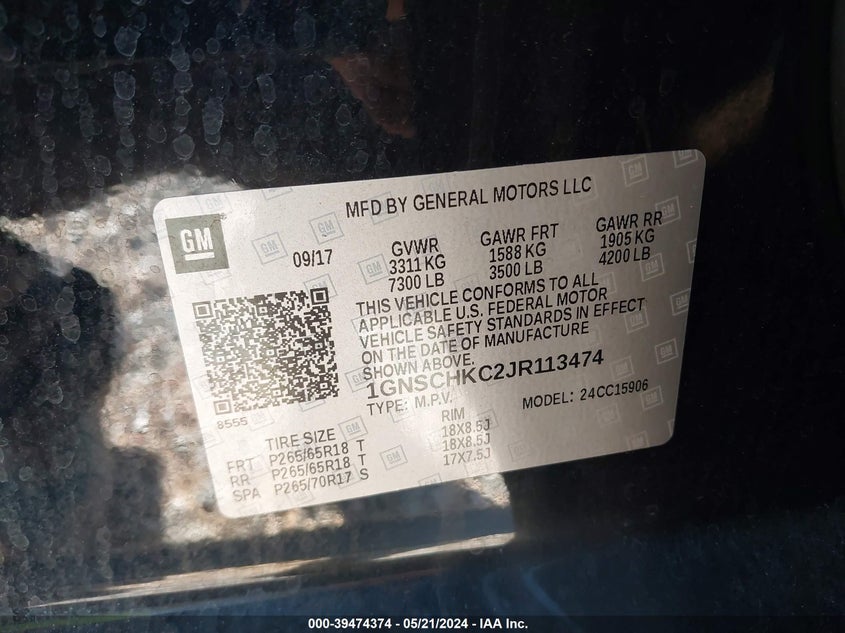 MFD BY GENERAL MOTORS LLC
GM
09/17
GVWR GAWR FRT GAWR RR
3311 KG 1588 KG 1905 KG
7300 LB 3500 LB 4200 LB
THIS VEHICLE CONFORMS TO ALL
APPLICABLE U.S. FEDERAL MOTOR
VEHICLE SAFETY STANDARDS IN EFFECT
ON THE DATE OF MANUFACTURE
SHOWN ABOVE.
1GNSCHKC2JR113474
TYPE: M.P.V. MODEL: 24CC15906
8555
TIRE SIZE RIM
FRT P265/65R18 T 18X8.5J
RR P265/65R18 T 18X8.5J
SPA P265/70R17 S 17X7.5J
000-39474374 - 05/21/2024 - IAA Inc.